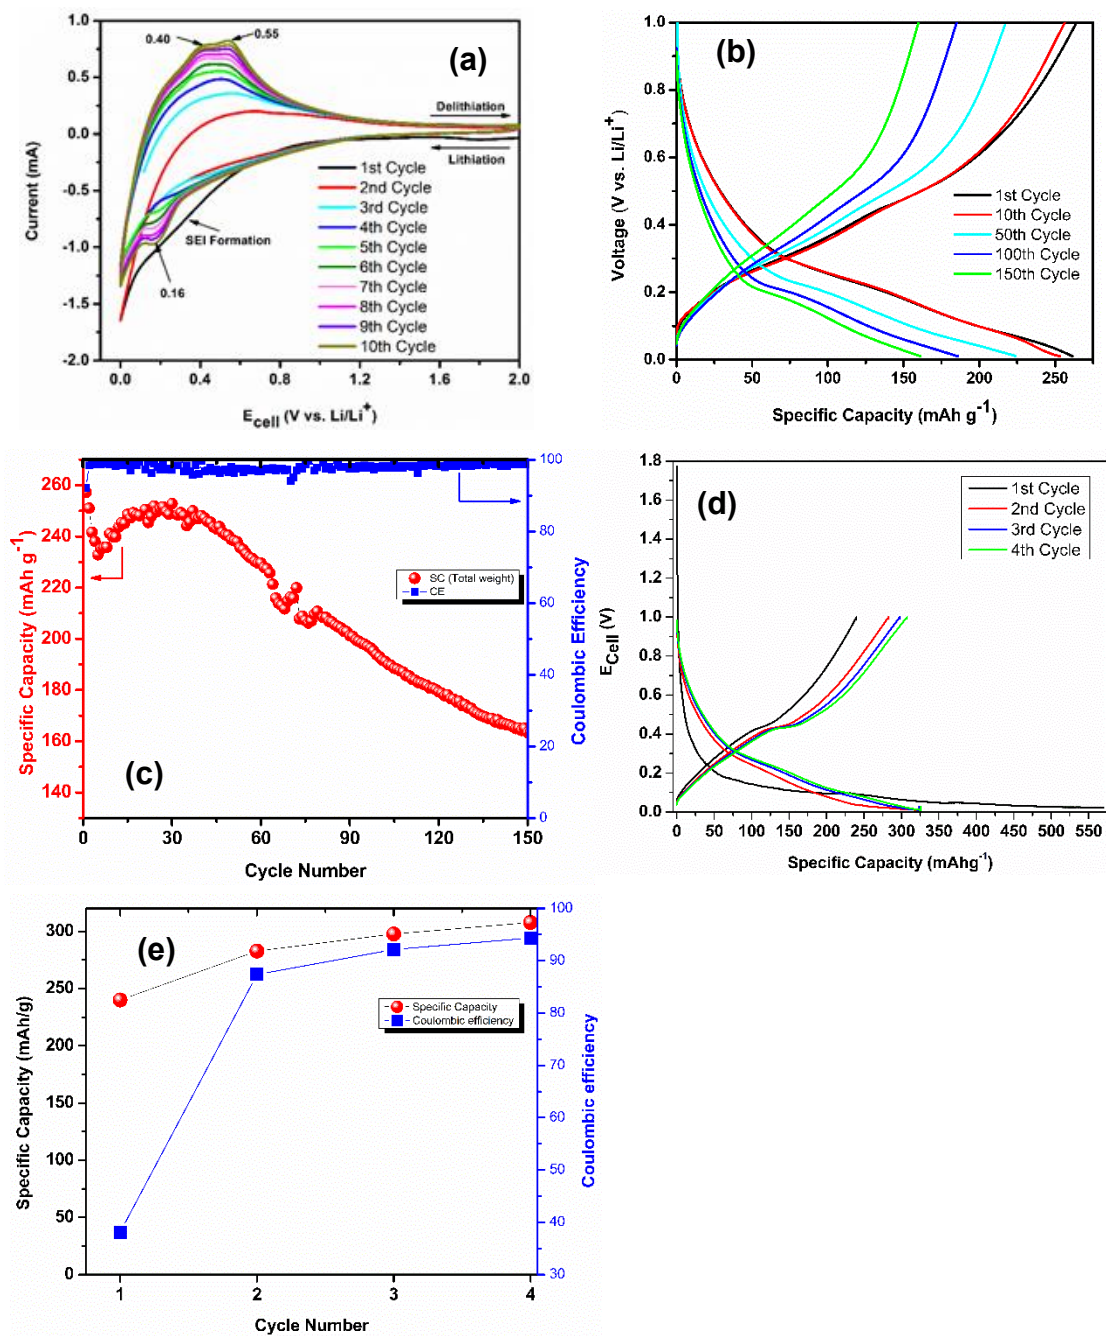 (a)
1.0
0.5
0.0
-0.5
-1.0
-1.5
-2.0
Current (mA)
0.40
0.55
Delithiation
Lithiation
SEI Formation
0.16
1st Cycle
2nd Cycle
3rd Cycle
4th Cycle
5th Cycle
6th Cycle
7th Cycle
8th Cycle
9th Cycle
10th Cycle
0.0 0.4 0.8 1.2 1.6 2.0
E_cell (V vs. Li/Li⁺)
(b)
1.0
0.8
0.6
0.4
0.2
0.0
Voltage (V vs. Li/Li⁺)
1st Cycle
10th Cycle
50th Cycle
100th Cycle
150th Cycle
0 50 100 150 200 250
Specific Capacity (mAh g⁻¹)
(c)
260
240
220
200
180
160
140
Specific Capacity (mAh g⁻¹)
SC (Total weight)
CE
100
80
60
40
20
0
Coulombic Efficiency
0 30 60 90 120 150
Cycle Number
(d)
1.8
1.6
1.4
1.2
1.0
0.8
0.6
0.4
0.2
0.0
E_Cell (V)
1st Cycle
2nd Cycle
3rd Cycle
4th Cycle
0 50 100 150 200 250 300 350 400 450 500 550
Specific Capacity (mAhg⁻¹)
(e)
300
250
200
150
100
50
0
Specific Capacity (mAh/g)
Specific Capacity
Coulombic efficiency
100
90
80
70
60
50
40
30
Coulombic efficiency
1 2 3 4
Cycle Number